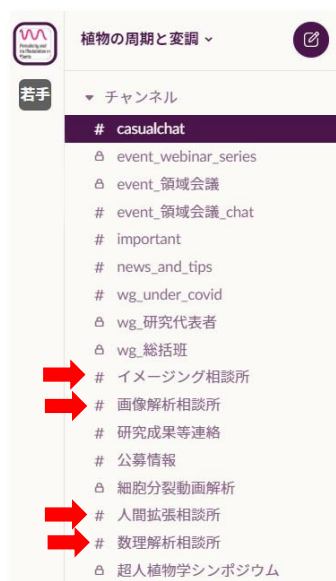 Periodicity and
its Modulation in
Plants
植物の周期と変調
若手
チャンネル
# casualchat
event_webinar_series
event_領域会議
# event_領域会議_chat
# important
# news_and_tips
# wg_under_covid
wg_研究代表者
wg_総括班
# イメージング相談所
# 画像解析相談所
# 研究成果等連絡
# 公募情報
細胞分裂動画解析
# 人間拡張相談所
# 数理解析相談所
超人植物学シンポジウム